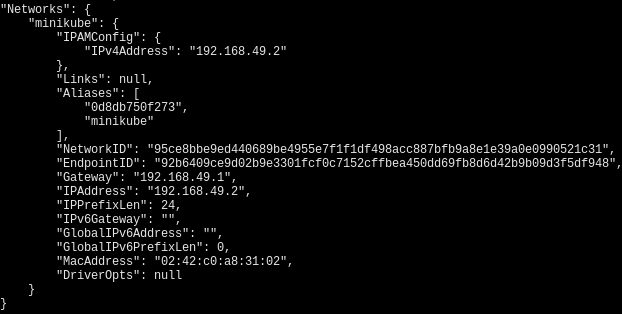 "Networks": {
    "minikube": {
        "IPAMConfig": {
            "IPv4Address": "192.168.49.2"
        },
        "Links": null,
        "Aliases": [
            "0d8db750f273",
            "minikube"
        ],
        "NetworkID": "95ce8bbe9ed440689be4955e7f1f1df498acc887bfb9a8e1e39a0e0990521c31",
        "EndpointID": "92b6409ce9d02b9e3301fcf0c7152cffbea450dd69fb8d6d42b9b09d3f5df948",
        "Gateway": "192.168.49.1",
        "IPAddress": "192.168.49.2",
        "IPPrefixLen": 24,
        "IPv6Gateway": "",
        "GlobalIPv6Address": "",
        "GlobalIPv6PrefixLen": 0,
        "MacAddress": "02:42:c0:a8:31:02",
        "DriverOpts": null
    }
}